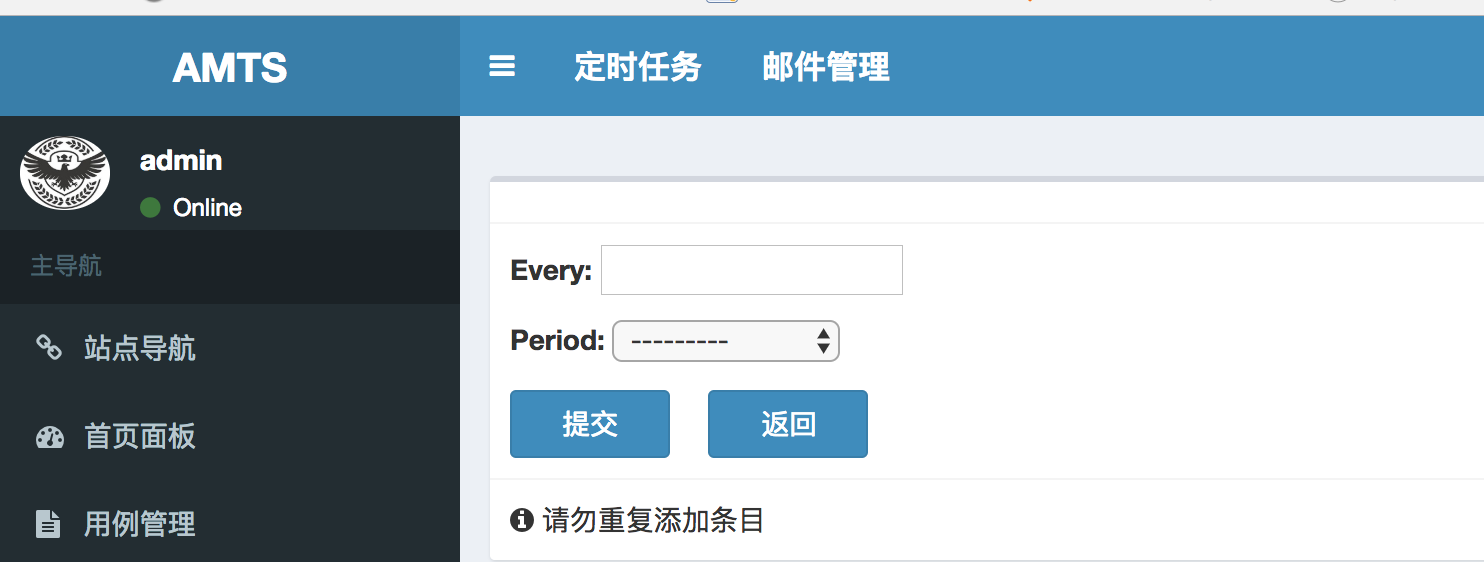 AMTS
定时任务 邮件管理
admin
Online
主导航
站点导航
首页面板
用例管理
Every:
Period: ---------
提交 返回
请勿重复添加条目